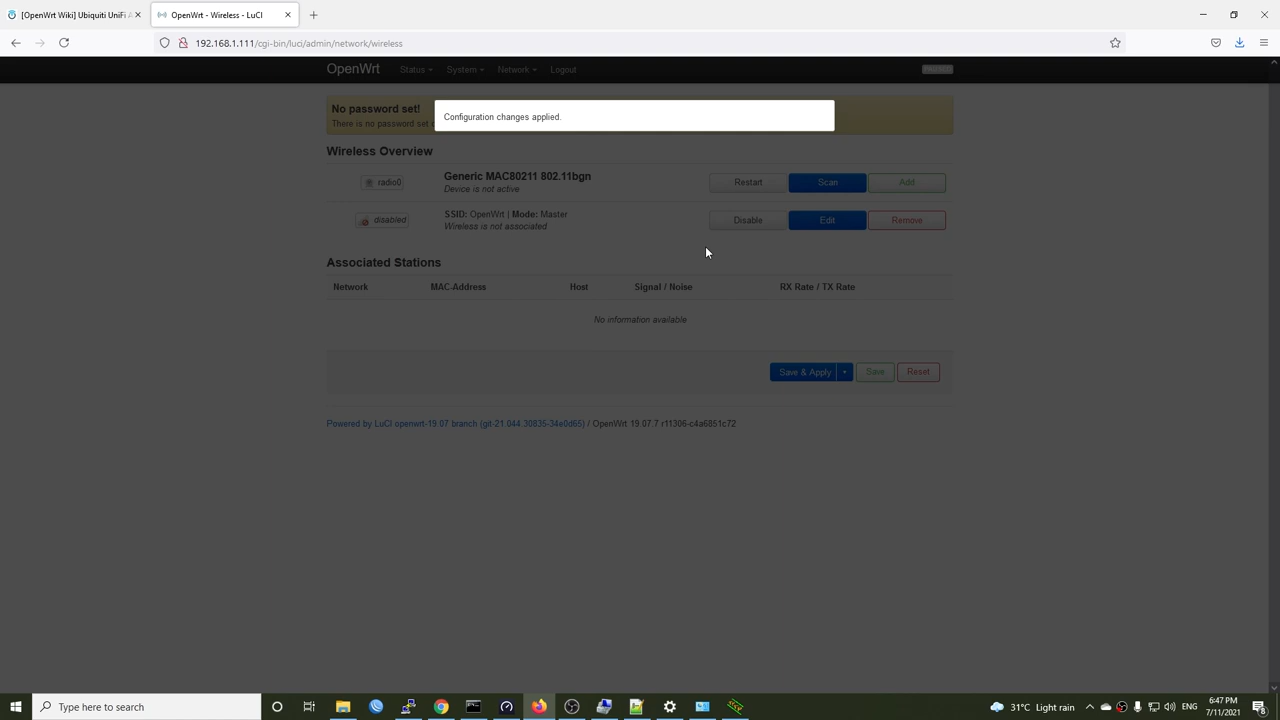 [OpenWrt Wiki] Ubiquiti UniFi A
OpenWrt - Wireless - LuCI
192.168.1.111/cgi-bin/luci/admin/network/wireless
OpenWrt Status System Network Logout
No password set!
There is no password set
Configuration changes applied.
Wireless Overview
radio0
Generic MAC80211 802.11bgn
Device is not active
Restart Scan Add
disabled
SSID: OpenWrt | Mode: Master
Wireless is not associated
Disable Edit Remove
Associated Stations
Network MAC-Address Host Signal / Noise RX Rate / TX Rate
No information available
Save & Apply Save Reset
Powered by LuCI openwrt-19.07 branch (git-21.044.30835-34e0d65) / OpenWrt 19.07.7 r11306-c4a6851c72
Type here to search
31°C Light rain
6:47 PM
7/11/2021
8